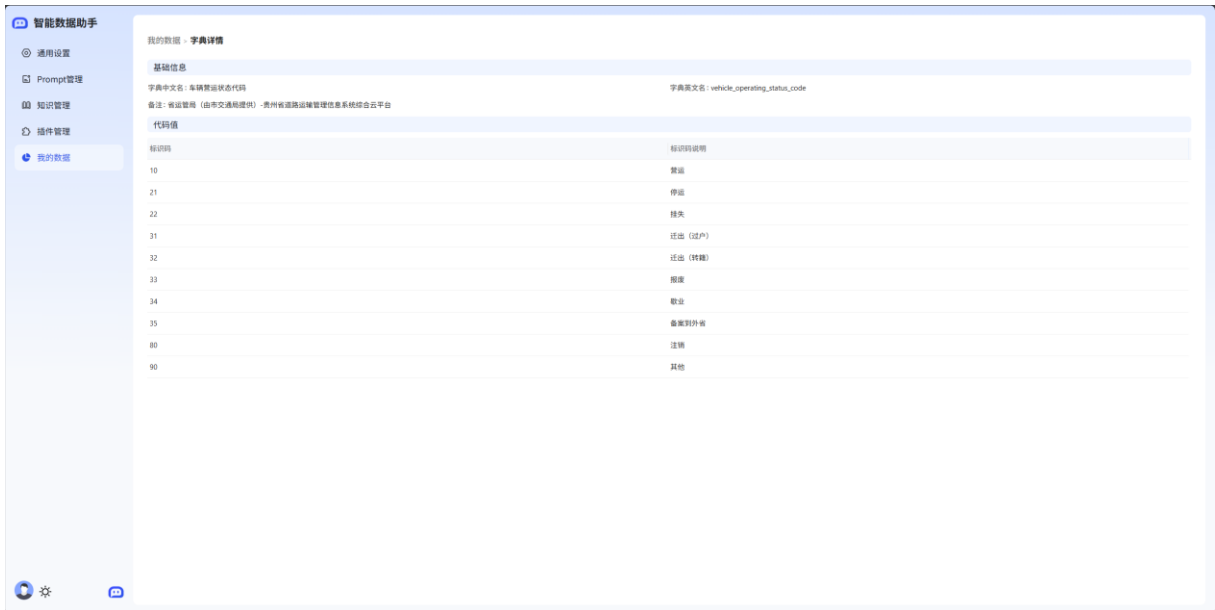 智能数据助手
通用设置
Prompt管理
知识管理
插件管理
我的数据
我的数据 > 字典详情
基础信息
字典中文名：车辆营运状态代码 字典英文名：vehicle_operating_status_code
备注：省运管局（由市交通局提供）-贵州省道路运输管理信息系统综合云平台
代码值
标识码 标识码说明
10 营运
21 停运
22 挂失
31 迁出（过户）
32 迁出（转籍）
33 报废
34 歇业
35 备案到外省
80 注销
90 其他